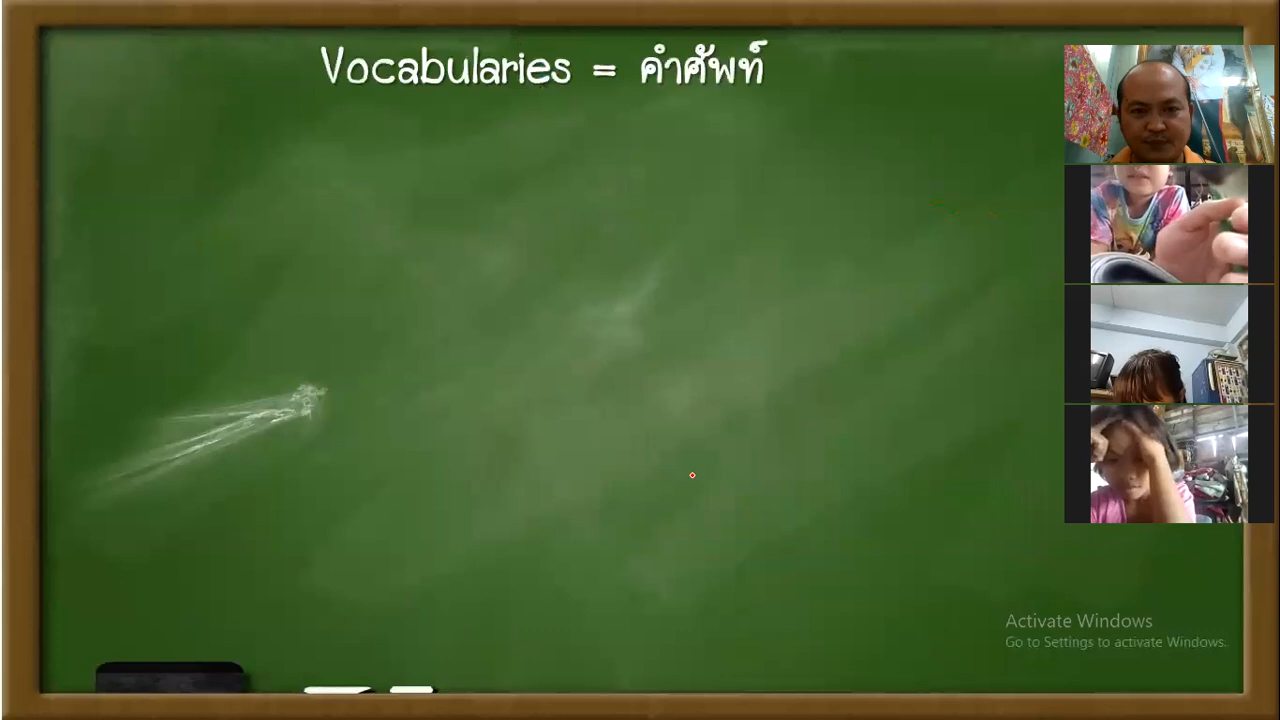 Vocabularies = คำศัพท์
Activate Windows
Go to Settings to activate Windows.